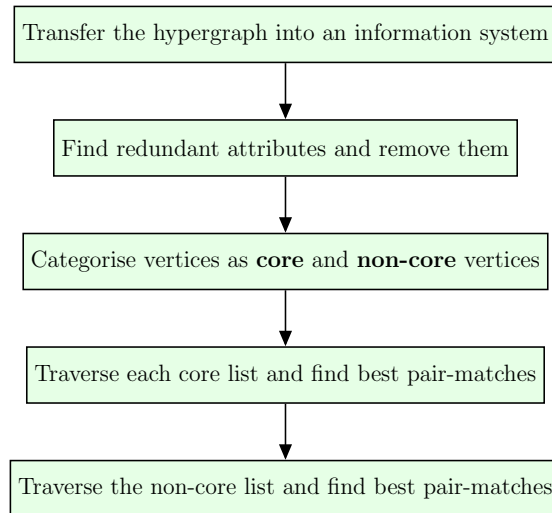 Transfer the hypergraph into an information system
Find redundant attributes and remove them
Categorise vertices as core and non-core vertices
Traverse each core list and find best pair-matches
Traverse the non-core list and find best pair-matches